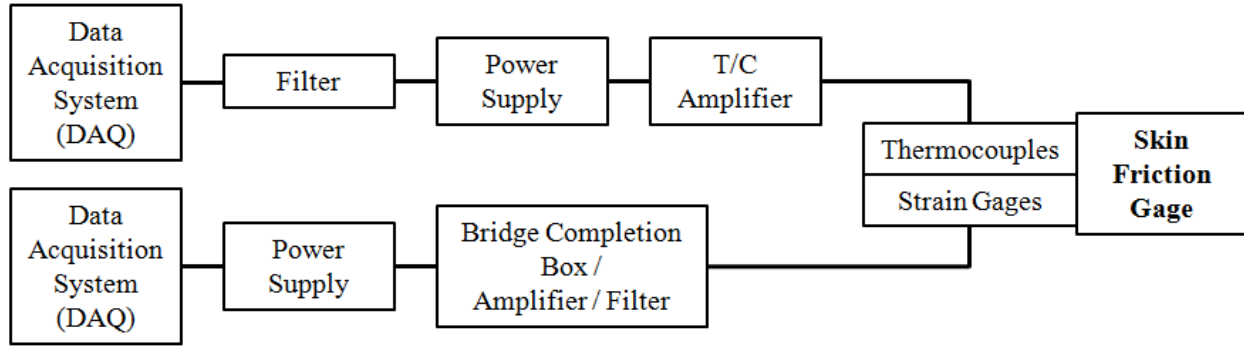 Data
Acquisition
System
(DAQ)
Filter
Power
Supply
T/C
Amplifier
Thermocouples
Strain Gages
Skin
Friction
Gage
Data
Acquisition
System
(DAQ)
Power
Supply
Bridge Completion
Box /
Amplifier / Filter